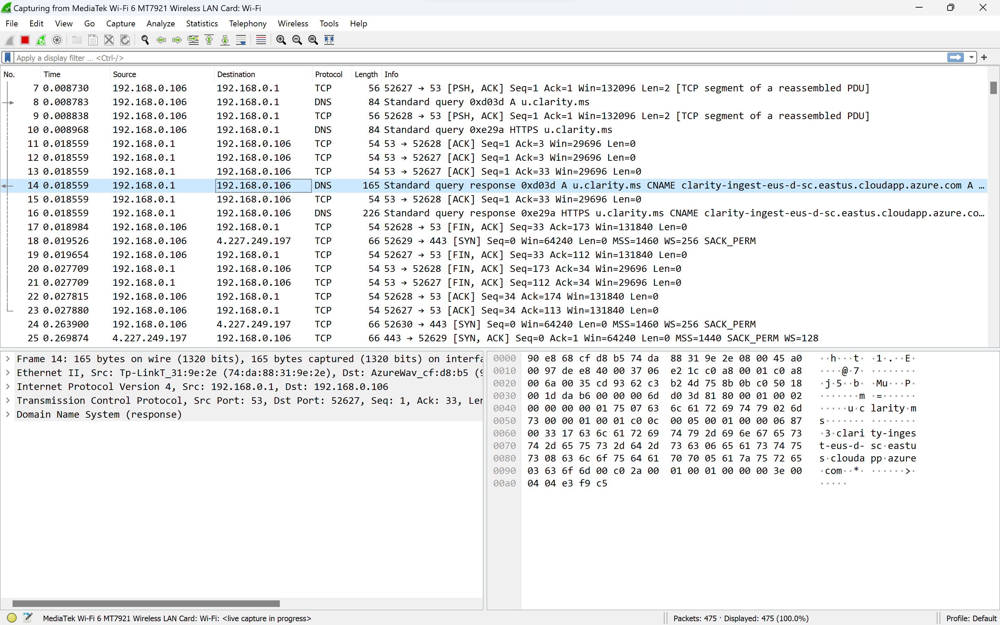 Capturing from MediaTek Wi-Fi 6 MT7921 Wireless LAN Card: Wi-Fi
File Edit View Go Capture Analyze Statistics Telephony Wireless Tools Help
Apply a display filter ... <Ctrl-/>
No. Time Source Destination Protocol Length Info
7 0.008730 192.168.0.106 192.168.0.1 TCP 56 52627 → 53 [PSH, ACK] Seq=1 Ack=1 Win=132096 Len=2 [TCP segment of a reassembled PDU]
8 0.008783 192.168.0.106 192.168.0.1 DNS 84 Standard query 0xd03d A u.clarity.ms
9 0.008838 192.168.0.106 192.168.0.1 TCP 56 52628 → 53 [PSH, ACK] Seq=1 Ack=1 Win=132096 Len=2 [TCP segment of a reassembled PDU]
10 0.008968 192.168.0.106 192.168.0.1 DNS 84 Standard query 0xe29a HTTPS u.clarity.ms
11 0.018559 192.168.0.1 192.168.0.106 TCP 54 53 → 52628 [ACK] Seq=1 Ack=3 Win=29696 Len=0
12 0.018559 192.168.0.1 192.168.0.106 TCP 54 53 → 52627 [ACK] Seq=1 Ack=3 Win=29696 Len=0
13 0.018559 192.168.0.1 192.168.0.106 TCP 54 53 → 52627 [ACK] Seq=1 Ack=33 Win=29696 Len=0
14 0.018559 192.168.0.1 192.168.0.106 DNS 165 Standard query response 0xd03d A u.clarity.ms CNAME clarity-ingest-eus-d-sc.eastus.cloudapp.azure.com A …
15 0.018559 192.168.0.1 192.168.0.106 TCP 54 53 → 52628 [ACK] Seq=1 Ack=33 Win=29696 Len=0
16 0.018559 192.168.0.1 192.168.0.106 DNS 226 Standard query response 0xe29a HTTPS u.clarity.ms CNAME clarity-ingest-eus-d-sc.eastus.cloudapp.azure.co…
17 0.018984 192.168.0.106 192.168.0.1 TCP 54 52628 → 53 [FIN, ACK] Seq=33 Ack=173 Win=131840 Len=0
18 0.019526 192.168.0.106 4.227.249.197 TCP 66 52629 → 443 [SYN] Seq=0 Win=64240 Len=0 MSS=1460 WS=256 SACK_PERM
19 0.019654 192.168.0.106 192.168.0.1 TCP 54 52627 → 53 [FIN, ACK] Seq=33 Ack=112 Win=131840 Len=0
20 0.027709 192.168.0.1 192.168.0.106 TCP 54 53 → 52628 [FIN, ACK] Seq=173 Ack=34 Win=29696 Len=0
21 0.027709 192.168.0.1 192.168.0.106 TCP 54 53 → 52627 [FIN, ACK] Seq=112 Ack=34 Win=29696 Len=0
22 0.027815 192.168.0.106 192.168.0.1 TCP 54 52628 → 53 [ACK] Seq=34 Ack=174 Win=131840 Len=0
23 0.027880 192.168.0.106 192.168.0.1 TCP 54 52627 → 53 [ACK] Seq=34 Ack=113 Win=131840 Len=0
24 0.263900 192.168.0.106 4.227.249.197 TCP 66 52630 → 443 [SYN] Seq=0 Win=64240 Len=0 MSS=1460 WS=256 SACK_PERM
25 0.269874 4.227.249.197 192.168.0.106 TCP 66 443 → 52629 [SYN, ACK] Seq=0 Ack=1 Win=64240 Len=0 MSS=1440 SACK_PERM WS=128
Frame 14: 165 bytes on wire (1320 bits), 165 bytes captured (1320 bits) on interfa
Ethernet II, Src: Tp-LinkT_31:9e:2e (74:da:88:31:9e:2e), Dst: AzureWav_cf:d8:b5 (9
Internet Protocol Version 4, Src: 192.168.0.1, Dst: 192.168.0.106
Transmission Control Protocol, Src Port: 53, Dst Port: 52627, Seq: 1, Ack: 33, Len
Domain Name System (response)
0000 90 e8 68 cf d8 b5 74 da 88 31 9e 2e 08 00 45 a0 ··h···t· ·1·.··E·
0010 00 97 de e8 40 00 37 06 e2 1c c0 a8 00 01 c0 a8 ····@·7· ········
0020 00 6a 00 35 cd 93 62 c3 b2 4d 75 8b 0b c0 50 18 ·j·5··b· ·Mu···P·
0030 00 1d da b6 00 00 00 6d d0 3d 81 80 00 01 00 02 ·······m ·=······
0040 00 00 00 00 01 75 07 63 6c 61 72 69 74 79 02 6d ·····u·c larity·m
0050 73 00 00 01 00 01 c0 0c 00 05 00 01 00 00 06 87 s······· ········
0060 00 33 17 63 6c 61 72 69 74 79 2d 69 6e 67 65 73 ·3·clari ty-inges
0070 74 2d 65 75 73 2d 64 2d 73 63 06 65 61 73 74 75 t-eus-d- sc·eastu
0080 73 08 63 6c 6f 75 64 61 70 70 05 61 7a 75 72 65 s·clouda pp·azure
0090 03 63 6f 6d 00 c0 2a 00 01 00 01 00 00 00 3e 00 ·com··*· ······>·
00a0 04 04 e3 f9 c5 ·····
MediaTek Wi-Fi 6 MT7921 Wireless LAN Card: Wi-Fi: <live capture in progress> Packets: 475 · Displayed: 475 (100.0%) Profile: Default